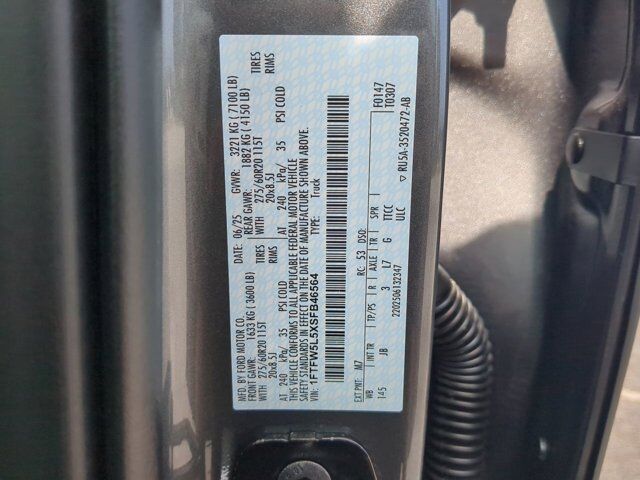 MFD. BY FORD MOTOR CO.
DATE: 06/25 GVWR: 3221 KG ( 7100 LB)
FRONT GAWR: 1633 KG ( 3600 LB) REAR GAWR: 1882 KG ( 4150 LB)
WITH 275/60R20 115T TIRES WITH 275/60R20 115T TIRES
20x8.5J RIMS 20x8.5J RIMS
AT 240 kPa/ 35 PSI COLD AT 240 kPa/ 35 PSI COLD
THIS VEHICLE CONFORMS TO ALL APPLICABLE FEDERAL MOTOR VEHICLE
SAFETY STANDARDS IN EFFECT ON THE DATE OF MANUFACTURE SHOWN ABOVE.
VIN: 1FTFW5L5XSFB46564 TYPE: Truck
F0147
T0307
EXT PNT: M7 RC: 53 DSO:
WB INT TR TP/PS R AXLE TR SPR
145 JB 3 L7 G TTCC
ULC
2202506132347
▽ RU5A-3520472-AB